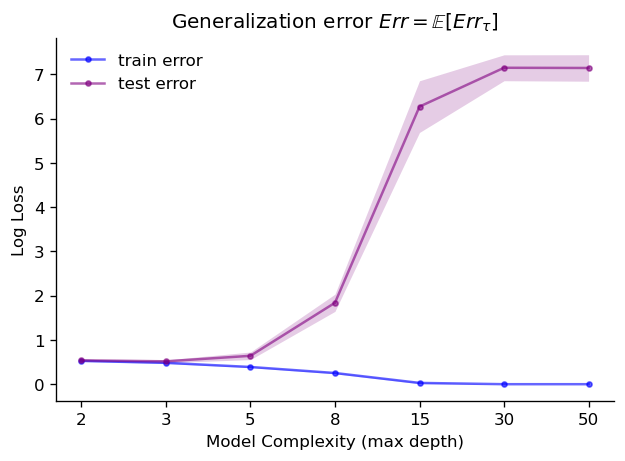 Generalization error Err = 𝔼[Err_τ]
train error
test error
Log Loss
7
6
5
4
3
2
1
0
2 3 5 8 15 30 50
Model Complexity (max depth)